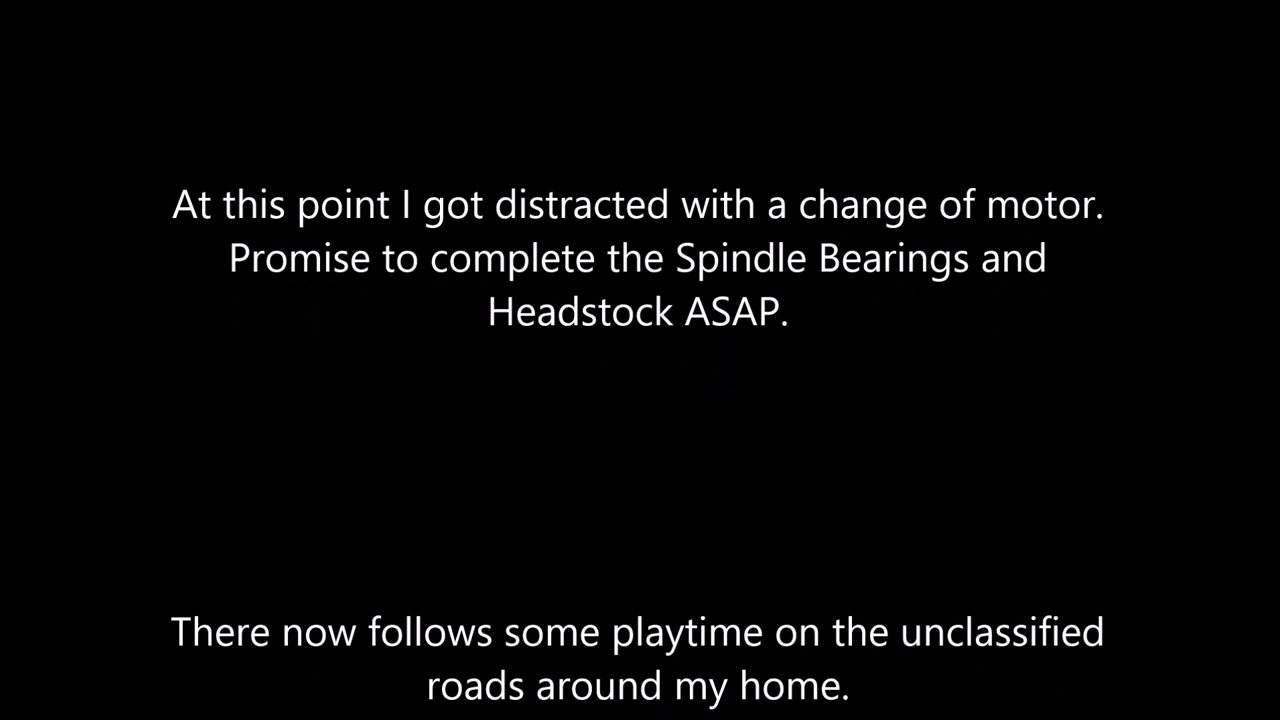 At this point I got distracted with a change of motor.
Promise to complete the Spindle Bearings and
Headstock ASAP.
There now follows some playtime on the unclassified
roads around my home.